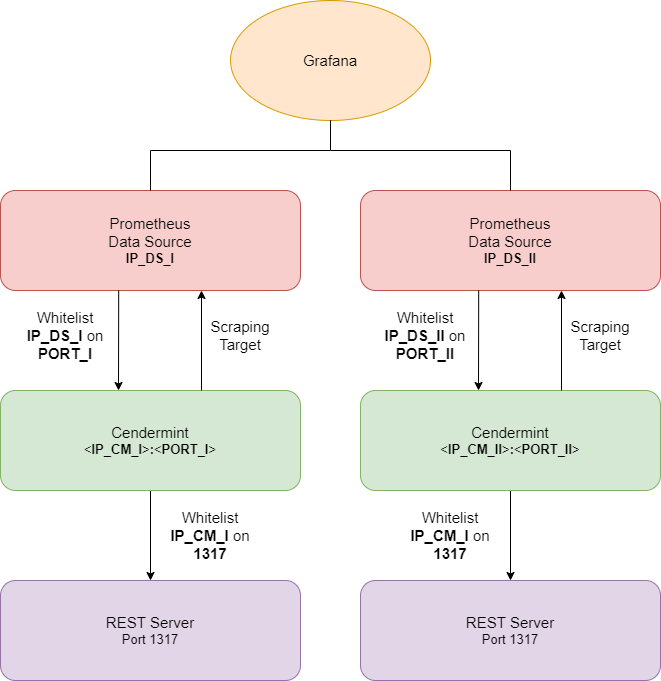 Grafana
Prometheus
Data Source
IP_DS_I
Prometheus
Data Source
IP_DS_II
Whitelist
IP_DS_I on
PORT_I
Scraping
Target
Whitelist
IP_DS_II on
PORT_II
Scraping
Target
Cendermint
<IP_CM_I>:<PORT_I>
Cendermint
<IP_CM_II>:<PORT_II>
Whitelist
IP_CM_I on
1317
Whitelist
IP_CM_I on
1317
REST Server
Port 1317
REST Server
Port 1317